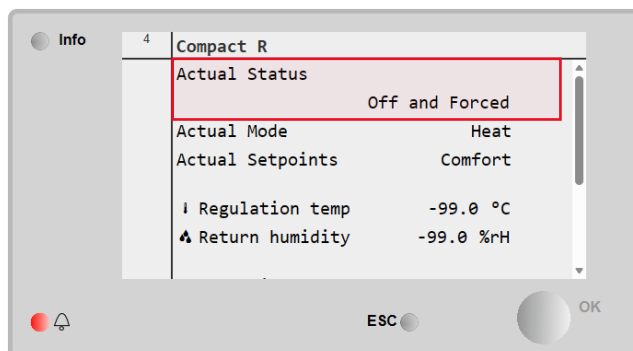 Info
4
Compact R
Actual Status
Off and Forced
Actual Mode Heat
Actual Setpoints Comfort
Regulation temp -99.0 °C
Return humidity -99.0 %rH
ESC
OK